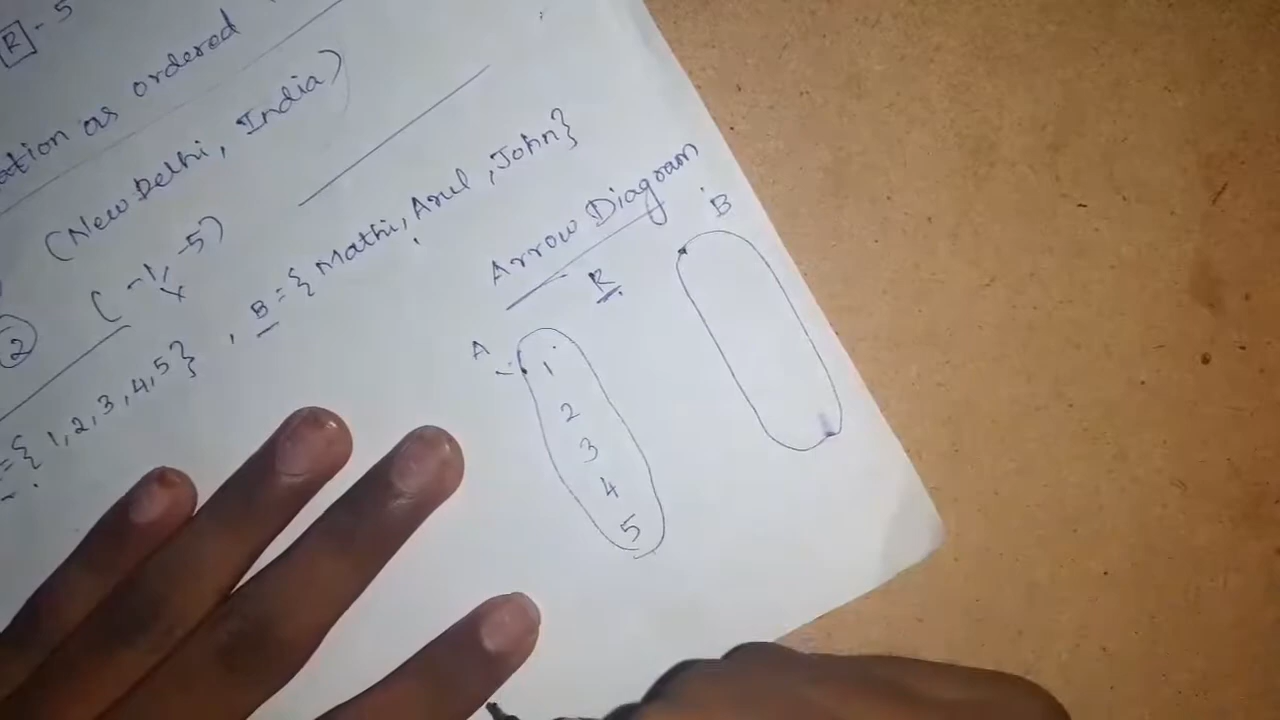 R - 5
as ordered
(New Delhi, India)
② (-1, -5)
= { 1, 2, 3, 4, 5 } , B = { Mathi, Arul, John }
Arrow Diagram
A R B
1
2
3
4
5